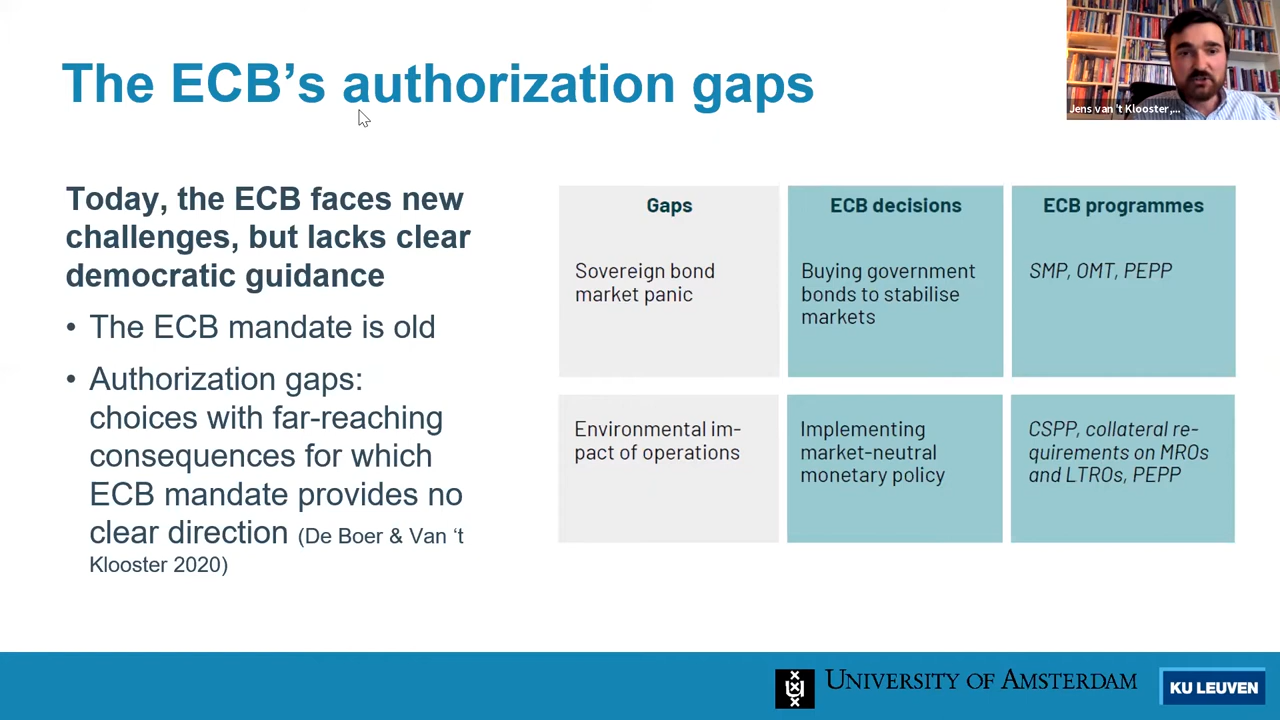 The ECB’s authorization gaps
Jens van 't Klooster,...
Today, the ECB faces new
challenges, but lacks clear
democratic guidance
• The ECB mandate is old
• Authorization gaps:
choices with far-reaching
consequences for which
ECB mandate provides no
clear direction (De Boer & Van ‘t
Klooster 2020)
Gaps
ECB decisions
ECB programmes
Sovereign bond
market panic
Buying government
bonds to stabilise
markets
SMP, OMT, PEPP
Environmental im-
pact of operations
Implementing
market-neutral
monetary policy
CSPP, collateral re-
quirements on MROs
and LTROs, PEPP
UNIVERSITY OF AMSTERDAM
KU LEUVEN